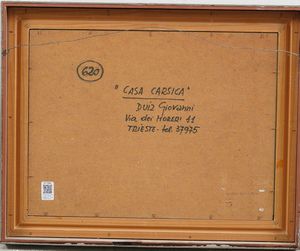 620
"CASA CARSICA"
Duiz Giovanni
Via dei MORERI 11
TRIESTE - tel. 37975